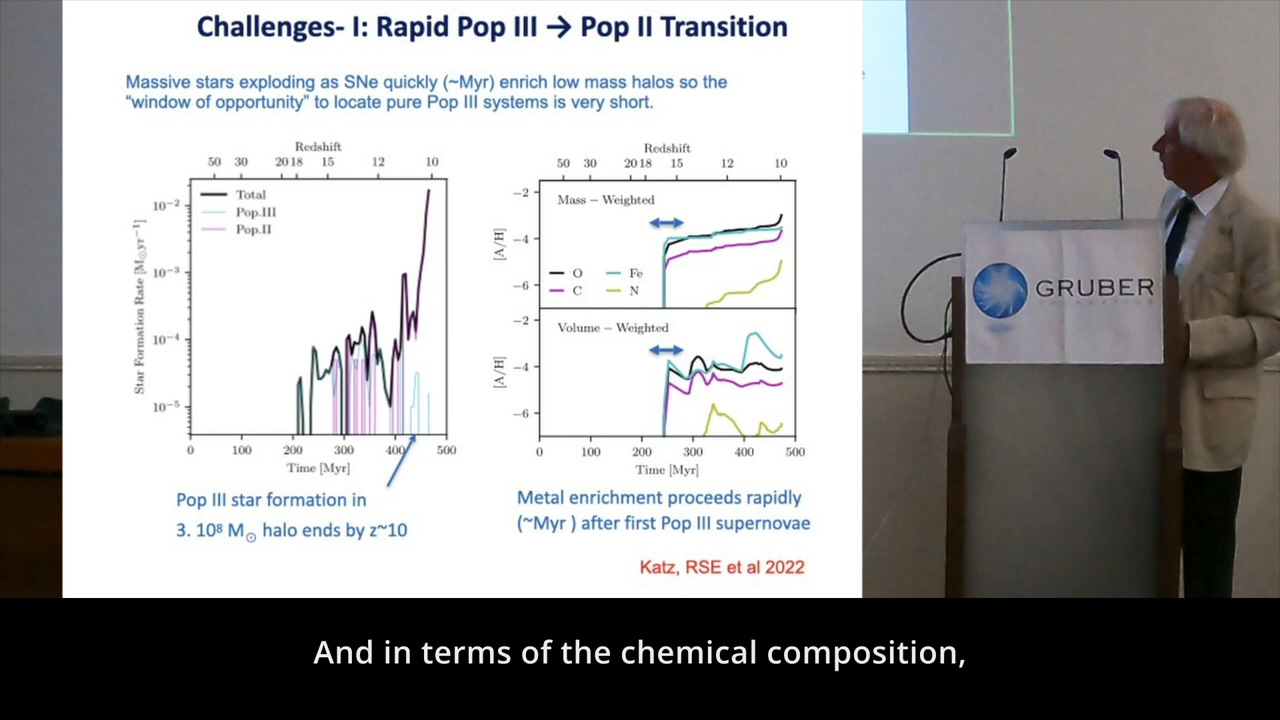 Challenges- I: Rapid Pop III → Pop II Transition
Massive stars exploding as SNe quickly (~Myr) enrich low mass halos so the
“window of opportunity” to locate pure Pop III systems is very short.
Redshift
50 30 20 18 15 12 10
Total
Pop.III
Pop.II
Star Formation Rate [M⊙yr⁻¹]
10⁻²
10⁻³
10⁻⁴
10⁻⁵
0 100 200 300 400 500
Time [Myr]
Pop III star formation in
3. 10⁸ M⊙ halo ends by z~10
Redshift
50 30 20 18 15 12 10
Mass – Weighted
[A/H]
−2
−4
−6
O Fe
C N
Volume – Weighted
[A/H]
−2
−4
−6
0 100 200 300 400 500
Time [Myr]
Metal enrichment proceeds rapidly
(~Myr ) after first Pop III supernovae
Katz, RSE et al 2022
GRUBER
And in terms of the chemical composition,